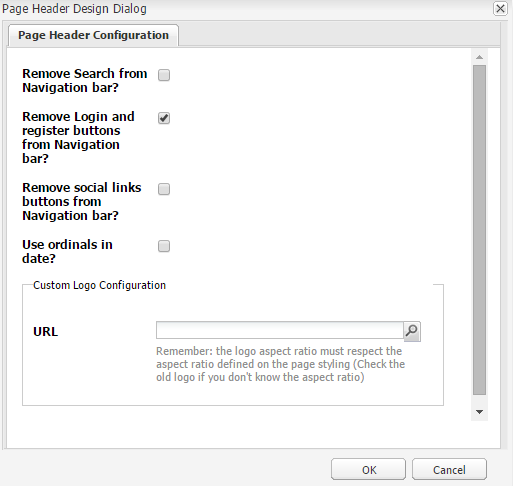 Page Header Design Dialog
Page Header Configuration
Remove Search from
Navigation bar?
Remove Login and
register buttons
from Navigation
bar?
Remove social links
buttons from
Navigation bar?
Use ordinals in
date?
Custom Logo Configuration
URL
Remember: the logo aspect ratio must respect the
aspect ratio defined on the page styling (Check the
old logo if you don't know the aspect ratio)
OK
Cancel